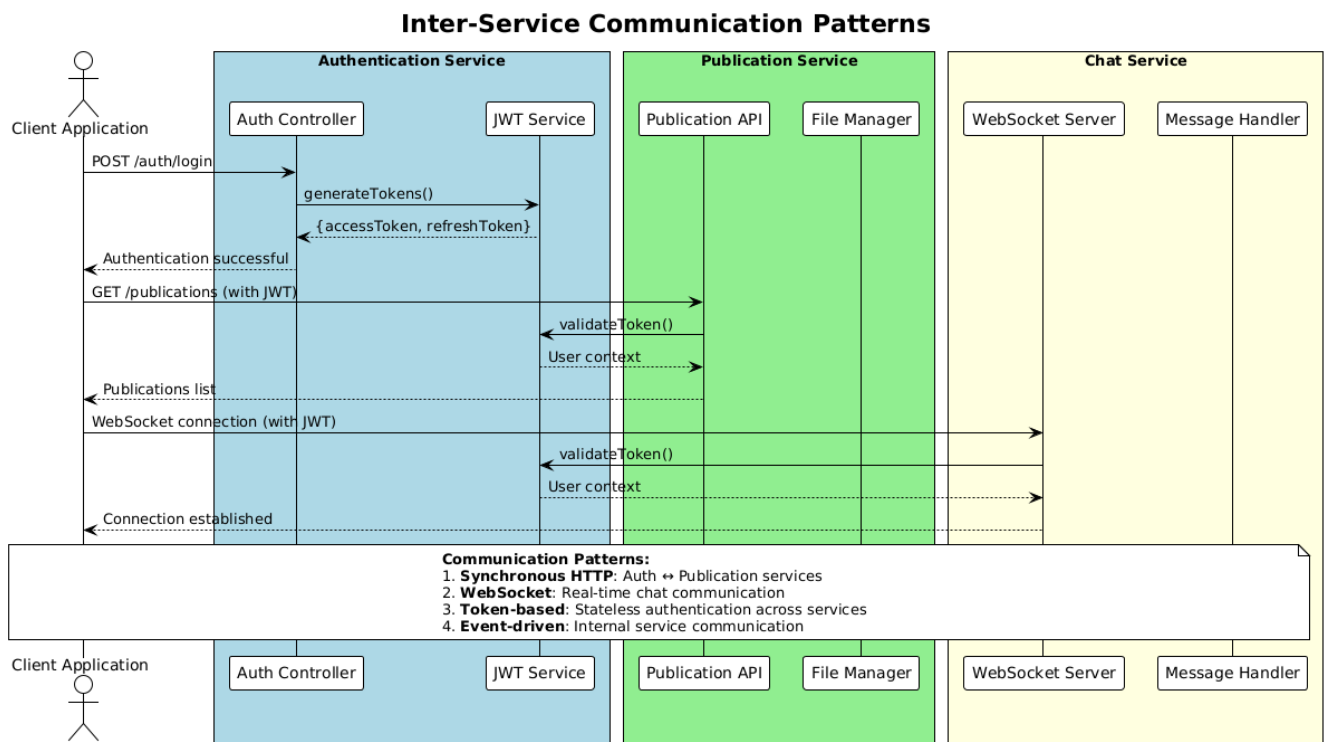 Inter-Service Communication Patterns
Authentication Service
Publication Service
Chat Service
Client Application
Auth Controller
JWT Service
Publication API
File Manager
WebSocket Server
Message Handler
POST /auth/login
generateTokens()
{accessToken, refreshToken}
Authentication successful
GET /publications (with JWT)
validateToken()
User context
Publications list
WebSocket connection (with JWT)
validateToken()
User context
Connection established
Communication Patterns:
1. Synchronous HTTP: Auth ↔ Publication services
2. WebSocket: Real-time chat communication
3. Token-based: Stateless authentication across services
4. Event-driven: Internal service communication
Client Application
Auth Controller
JWT Service
Publication API
File Manager
WebSocket Server
Message Handler